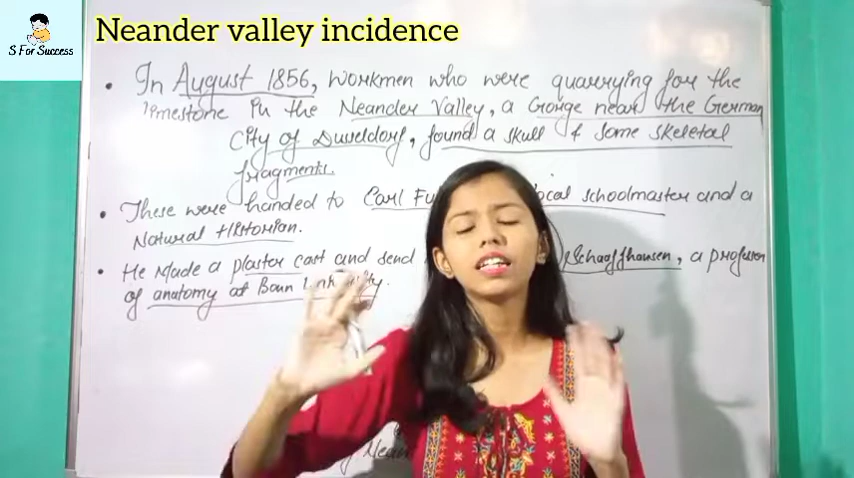 S For Success
Neander valley incidence
In August 1856, workmen who were quarrying for the
limestone in the Neander Valley, a Gorge near the German
City of Dusseldorf, found a skull & some skeletal
fragments.
These were handed to Carl Fu local schoolmaster and a
Natural Historian.
He Made a plaster cast and send Schaaffhausen, a professor
of anatomy at Bonn